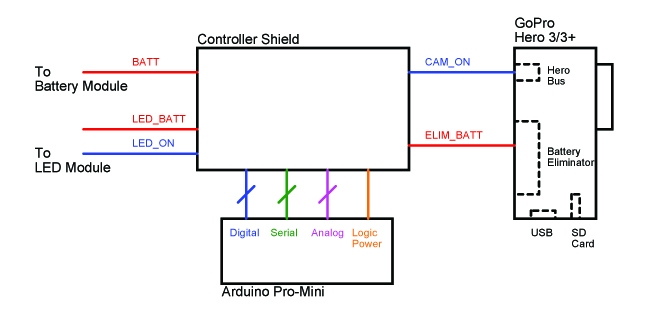 GoPro
Hero 3/3+
Controller Shield
BATT
CAM_ON
To
Battery Module
Hero
Bus
LED_BATT
LED_ON
ELIM_BATT
To
LED Module
Battery
Eliminator
Digital
Serial
Analog
Logic
Power
USB
SD
Card
Arduino Pro-Mini